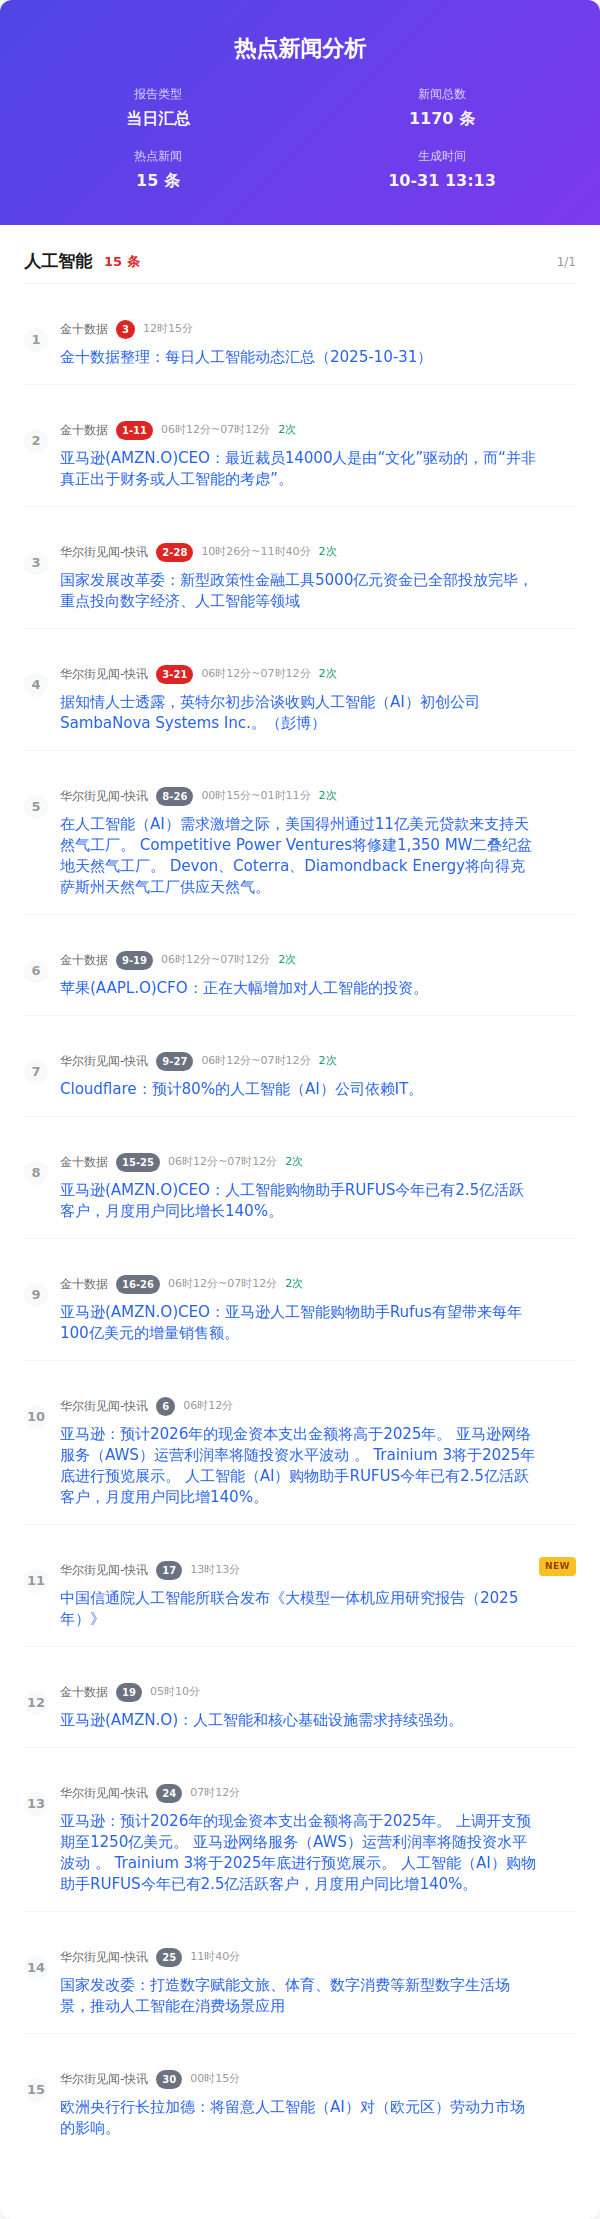 热点新闻分析
报告类型
新闻总数
当日汇总
1170 条
热点新闻
生成时间
15 条
10-31 13:13
人工智能 15 条 1/1
1 金十数据 3 12时15分
金十数据整理：每日人工智能动态汇总（2025-10-31）
2 金十数据 1-11 06时12分~07时12分 2次
亚马逊(AMZN.O)CEO：最近裁员14000人是由“文化”驱动的，而“并非
真正出于财务或人工智能的考虑”。
3 华尔街见闻-快讯 2-28 10时26分~11时40分 2次
国家发展改革委：新型政策性金融工具5000亿元资金已全部投放完毕，
重点投向数字经济、人工智能等领域
4 华尔街见闻-快讯 3-21 06时12分~07时12分 2次
据知情人士透露，英特尔初步洽谈收购人工智能（AI）初创公司
SambaNova Systems Inc.。（彭博）
5 华尔街见闻-快讯 8-26 00时15分~01时11分 2次
在人工智能（AI）需求激增之际，美国得州通过11亿美元贷款来支持天
然气工厂。 Competitive Power Ventures将修建1,350 MW二叠纪盆
地天然气工厂。 Devon、Coterra、Diamondback Energy将向得克
萨斯州天然气工厂供应天然气。
6 金十数据 9-19 06时12分~07时12分 2次
苹果(AAPL.O)CFO：正在大幅增加对人工智能的投资。
7 华尔街见闻-快讯 9-27 06时12分~07时12分 2次
Cloudflare：预计80%的人工智能（AI）公司依赖IT。
8 金十数据 15-25 06时12分~07时12分 2次
亚马逊(AMZN.O)CEO：人工智能购物助手RUFUS今年已有2.5亿活跃
客户，月度用户同比增长140%。
9 金十数据 16-26 06时12分~07时12分 2次
亚马逊(AMZN.O)CEO：亚马逊人工智能购物助手Rufus有望带来每年
100亿美元的增量销售额。
10 华尔街见闻-快讯 6 06时12分
亚马逊：预计2026年的现金资本支出金额将高于2025年。 亚马逊网络
服务（AWS）运营利润率将随投资水平波动 。 Trainium 3将于2025年
底进行预览展示。 人工智能（AI）购物助手RUFUS今年已有2.5亿活跃
客户，月度用户同比增140%。
11 华尔街见闻-快讯 17 13时13分 NEW
中国信通院人工智能所联合发布《大模型一体机应用研究报告（2025
年）》
12 金十数据 19 05时10分
亚马逊(AMZN.O)：人工智能和核心基础设施需求持续强劲。
13 华尔街见闻-快讯 24 07时12分
亚马逊：预计2026年的现金资本支出金额将高于2025年。 上调开支预
期至1250亿美元。 亚马逊网络服务（AWS）运营利润率将随投资水平
波动 。 Trainium 3将于2025年底进行预览展示。 人工智能（AI）购物
助手RUFUS今年已有2.5亿活跃客户，月度用户同比增140%。
14 华尔街见闻-快讯 25 11时40分
国家发改委：打造数字赋能文旅、体育、数字消费等新型数字生活场
景，推动人工智能在消费场景应用
15 华尔街见闻-快讯 30 00时15分
欧洲央行行长拉加德：将留意人工智能（AI）对（欧元区）劳动力市场
的影响。